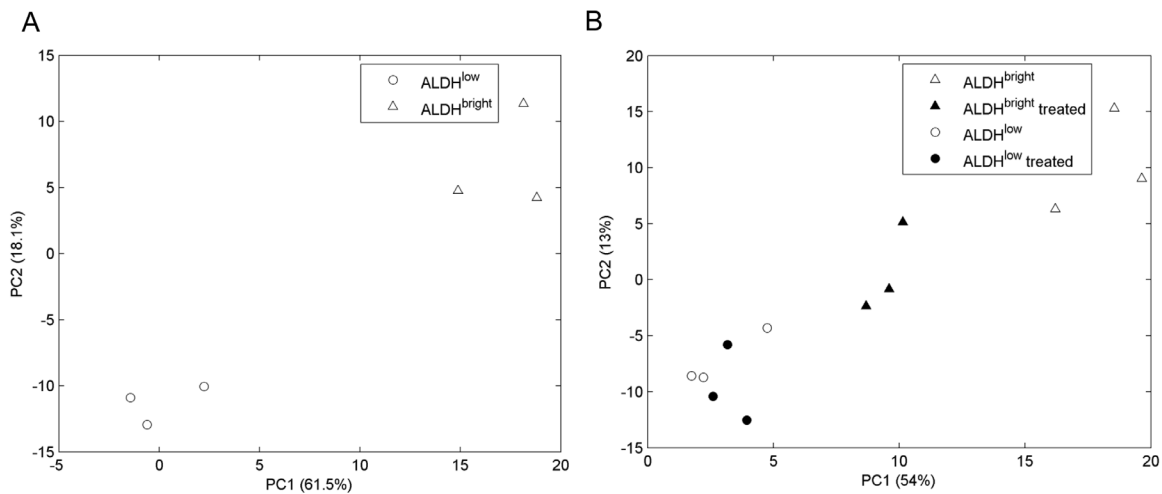 A
15
10
5
0
-5
-10
-15
-5
0
5
10
15
20
PC2 (18.1%)
PC1 (61.5%)
ALDHlow
ALDHbright
B
20
15
10
5
0
-5
-10
-15
0
5
10
15
20
PC2 (13%)
PC1 (54%)
ALDHbright
ALDHbright treated
ALDHlow
ALDHlow treated